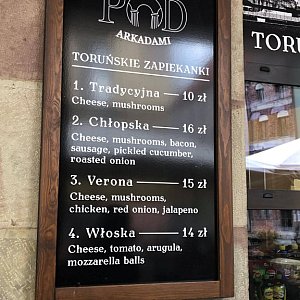 POD
ARKADAMI
TORUŃSKIE ZAPIEKANKI
1. Tradycyjna — 10 zł
Cheese, mushrooms
2. Chłopska — 16 zł
Cheese, mushrooms, bacon,
sausage, pickled cucumber,
roasted onion
3. Verona — 15 zł
Cheese, mushrooms,
chicken, red onion, jalapeno
4. Włoska — 14 zł
Cheese, tomato, arugula,
mozzarella balls